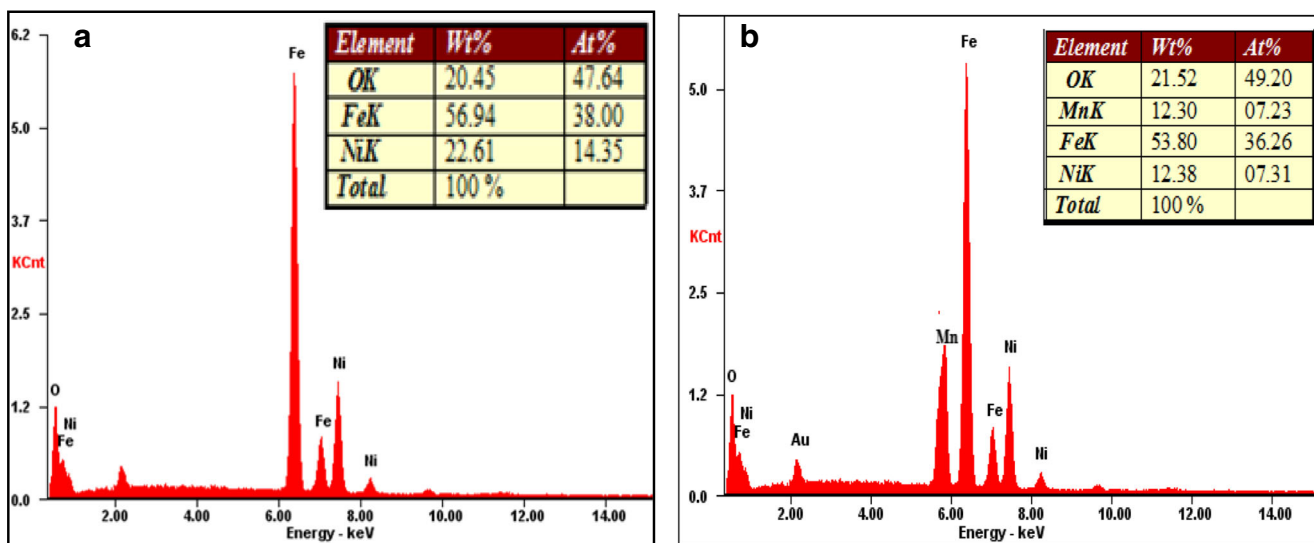 a
Element Wt% At%
OK 20.45 47.64
FeK 56.94 38.00
NiK 22.61 14.35
Total 100 %
6.2
5.0
3.7
KCnt
2.5
1.2
0.0
O
Ni
Fe
Fe
Fe
Ni
Ni
2.00 4.00 6.00 8.00 10.00 12.00 14.00
Energy - keV
b
Element Wt% At%
OK 21.52 49.20
MnK 12.30 07.23
FeK 53.80 36.26
NiK 12.38 07.31
Total 100 %
5.0
3.7
KCnt
2.5
1.2
0.0
O
Ni
Fe
Au
Mn
Fe
Fe
Ni
Ni
2.00 4.00 6.00 8.00 10.00 12.00 14.00
Energy - keV